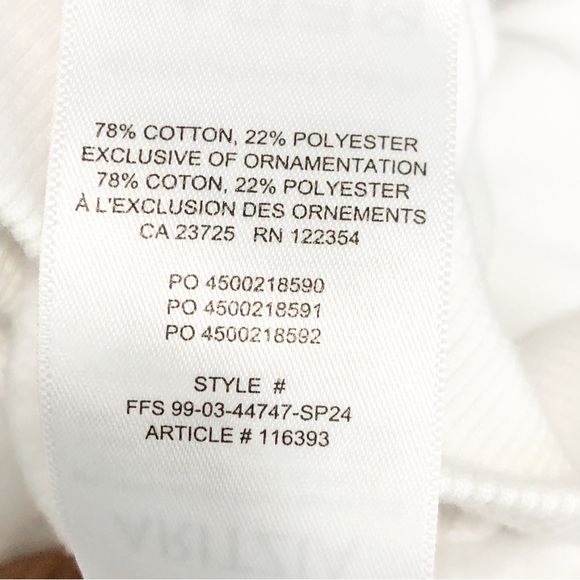 78% COTTON, 22% POLYESTER
EXCLUSIVE OF ORNAMENTATION
78% COTON, 22% POLYESTER
À L'EXCLUSION DES ORNEMENTS
CA 23725 RN 122354
PO 4500218590
PO 4500218591
PO 4500218592
STYLE #
FFS 99-03-44747-SP24
ARTICLE # 116393
ARITZIA